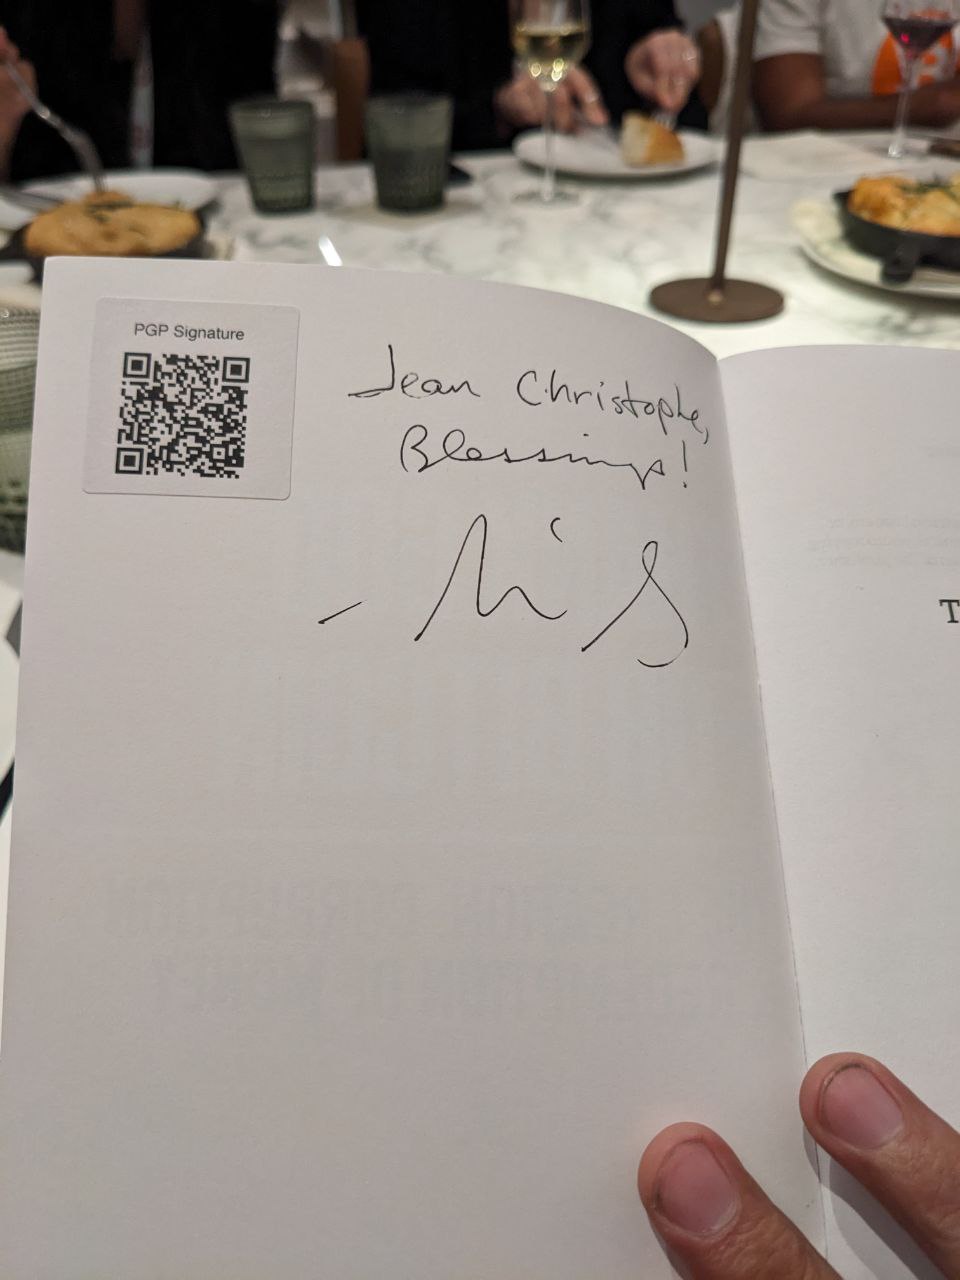 PGP Signature
Jean Christophe,
Blessings!
T